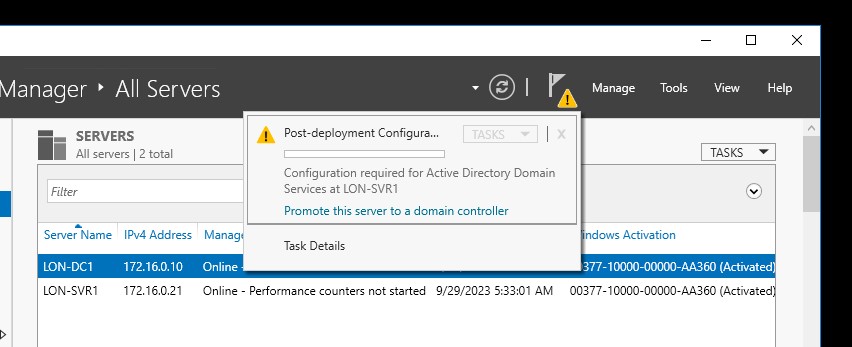 Manager ‣ All Servers
Manage Tools View Help
SERVERS
All servers | 2 total
TASKS
Filter
Post-deployment Configura...
TASKS
X
Configuration required for Active Directory Domain
Services at LON-SVR1
Promote this server to a domain controller
Task Details
Server Name IPv4 Address Manag indows Activation
LON-DC1 172.16.0.10 Online - 00377-10000-00000-AA360 (Activated)
LON-SVR1 172.16.0.21 Online - Performance counters not started 9/29/2023 5:33:01 AM 00377-10000-00000-AA360 (Activated)